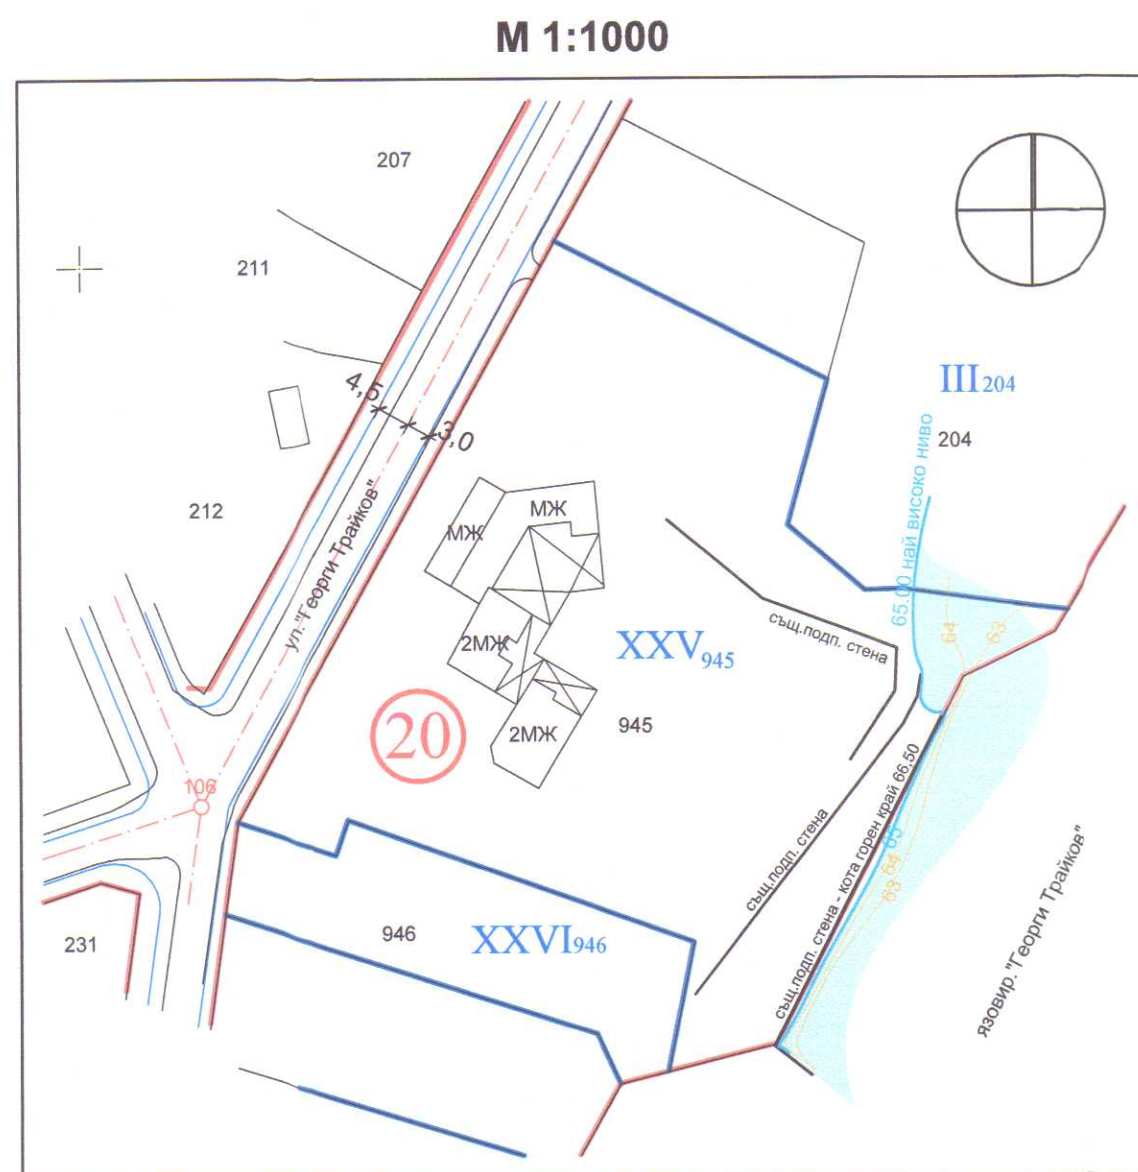 М 1:1000
207
211
III204
204
4,5
3,0
65.00 най високо ниво
212
МЖ
МЖ
ул."Георги Трайков"
64
63
същ.подп. стена
2МЖ
XXV945
945
20
2МЖ
106
същ.подп. стена - кота горен край 66,50
същ.подп. стена
65
64
63
язовир. "Георги Трайков"
946
XXVI946
231